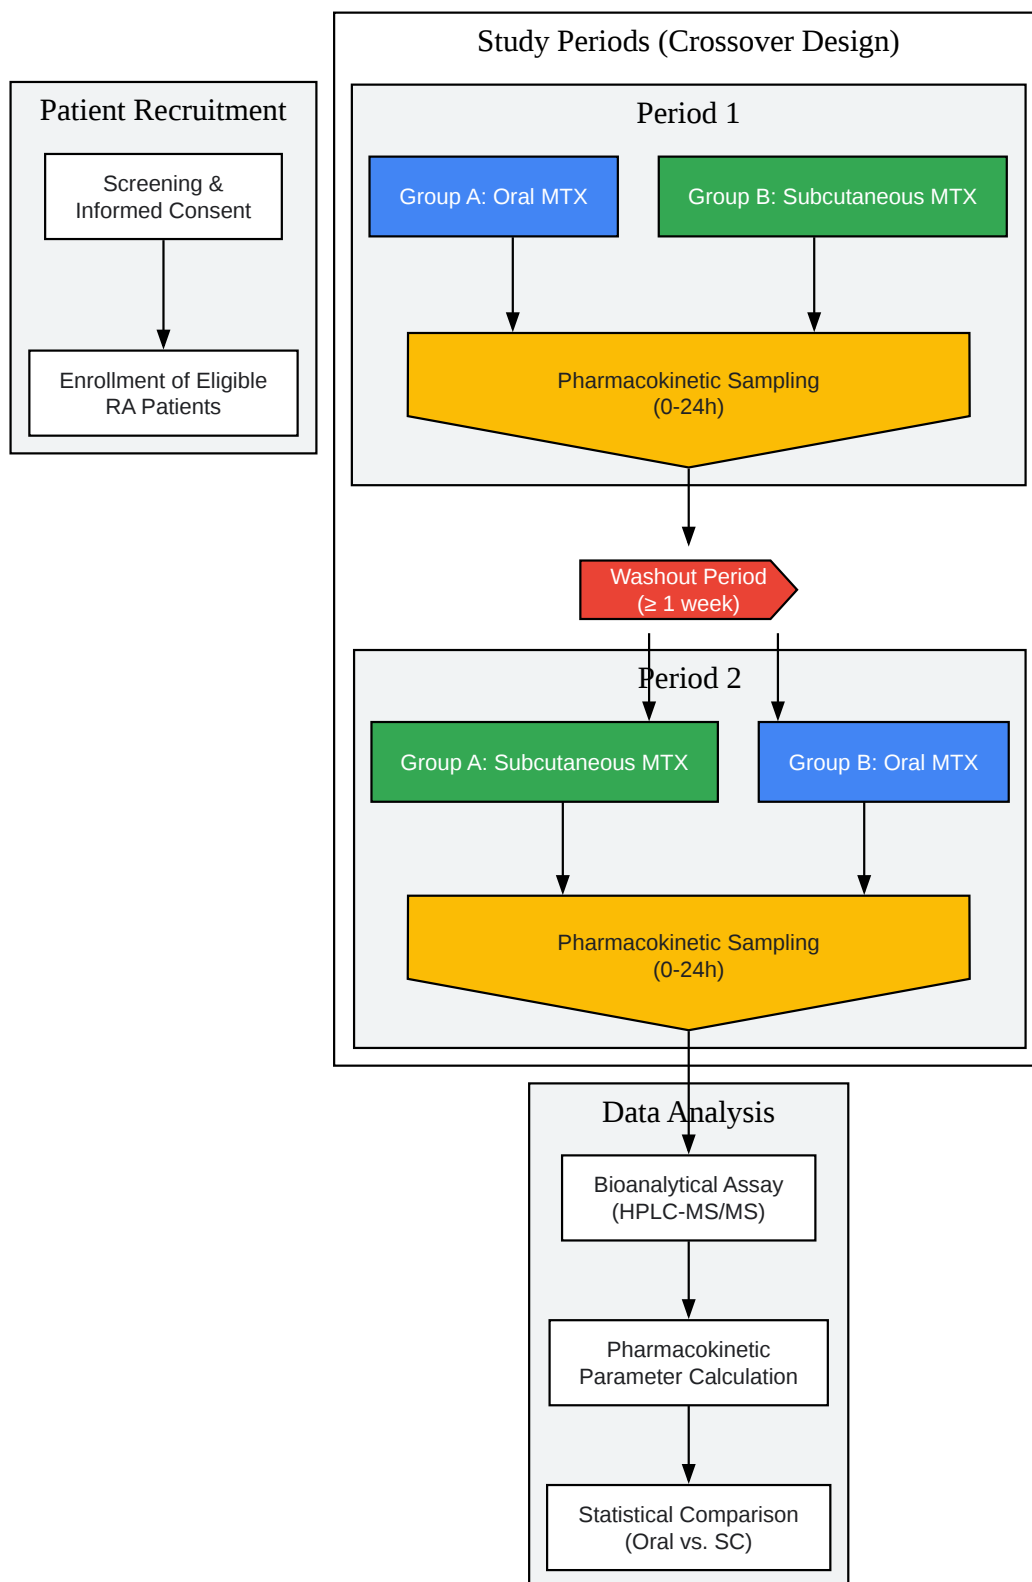 Patient Recruitment
Screening &
Informed Consent
Enrollment of Eligible
RA Patients
Study Periods (Crossover Design)
Period 1
Group A: Oral MTX
Group B: Subcutaneous MTX
Pharmacokinetic Sampling
(0-24h)
Washout Period
(≥ 1 week)
Period 2
Group A: Subcutaneous MTX
Group B: Oral MTX
Pharmacokinetic Sampling
(0-24h)
Data Analysis
Bioanalytical Assay
(HPLC-MS/MS)
Pharmacokinetic
Parameter Calculation
Statistical Comparison
(Oral vs. SC)